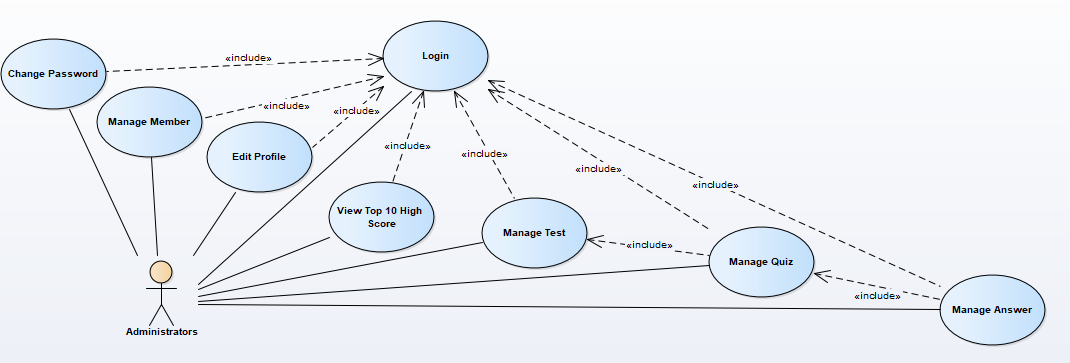 Login
«include»
Change Password
«include»
Manage Member
«include»
Edit Profile
«include»
«include»
«include»
«include»
View Top 10 High
Score
Manage Test
«include»
Manage Quiz
«include»
Manage Answer
Administrators